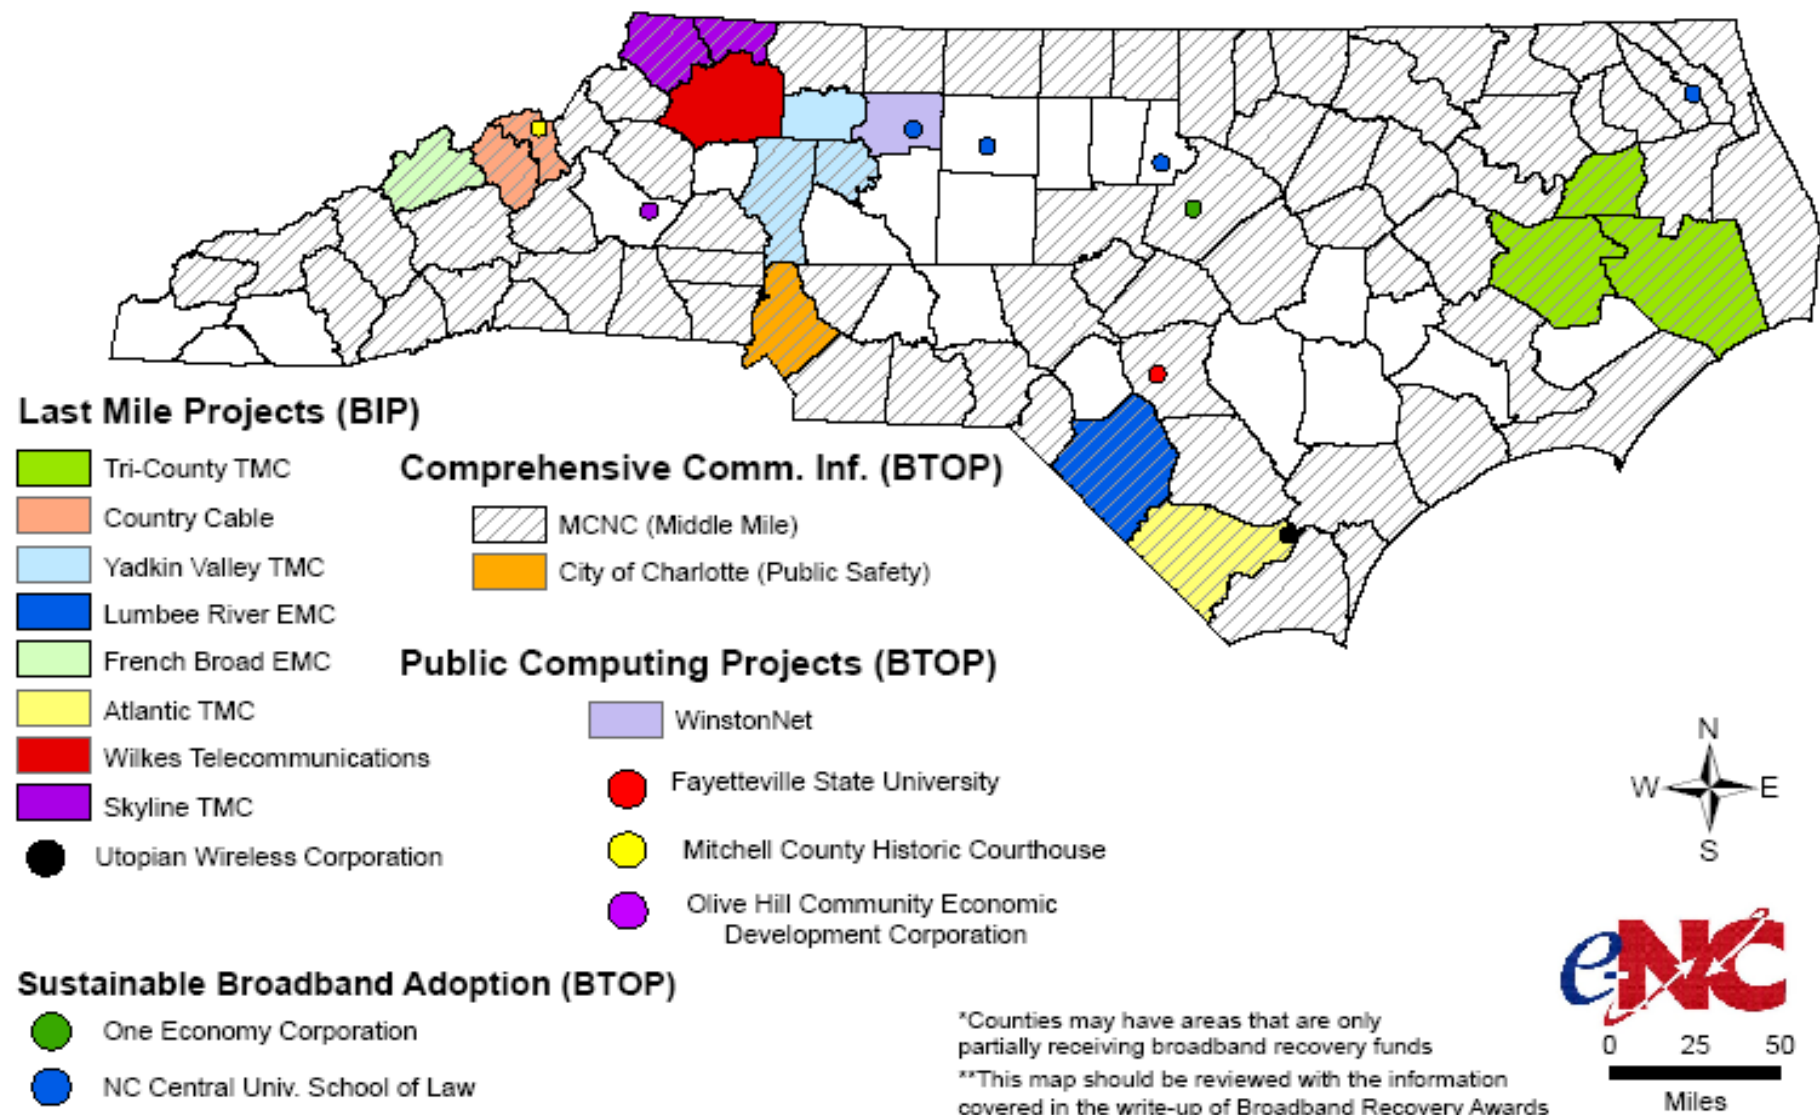 Last Mile Projects (BIP)
Tri-County TMC
Country Cable
Yadkin Valley TMC
Lumbee River EMC
French Broad EMC
Atlantic TMC
Wilkes Telecommunications
Skyline TMC
Utopian Wireless Corporation
Comprehensive Comm. Inf. (BTOP)
MCNC (Middle Mile)
City of Charlotte (Public Safety)
Public Computing Projects (BTOP)
WinstonNet
Fayetteville State University
Mitchell County Historic Courthouse
Olive Hill Community Economic
Development Corporation
Sustainable Broadband Adoption (BTOP)
One Economy Corporation
NC Central Univ. School of Law
N
W E
S
e-NC
*Counties may have areas that are only
partially receiving broadband recovery funds
**This map should be reviewed with the information
covered in the write-up of Broadband Recovery Awards
0 25 50
Miles